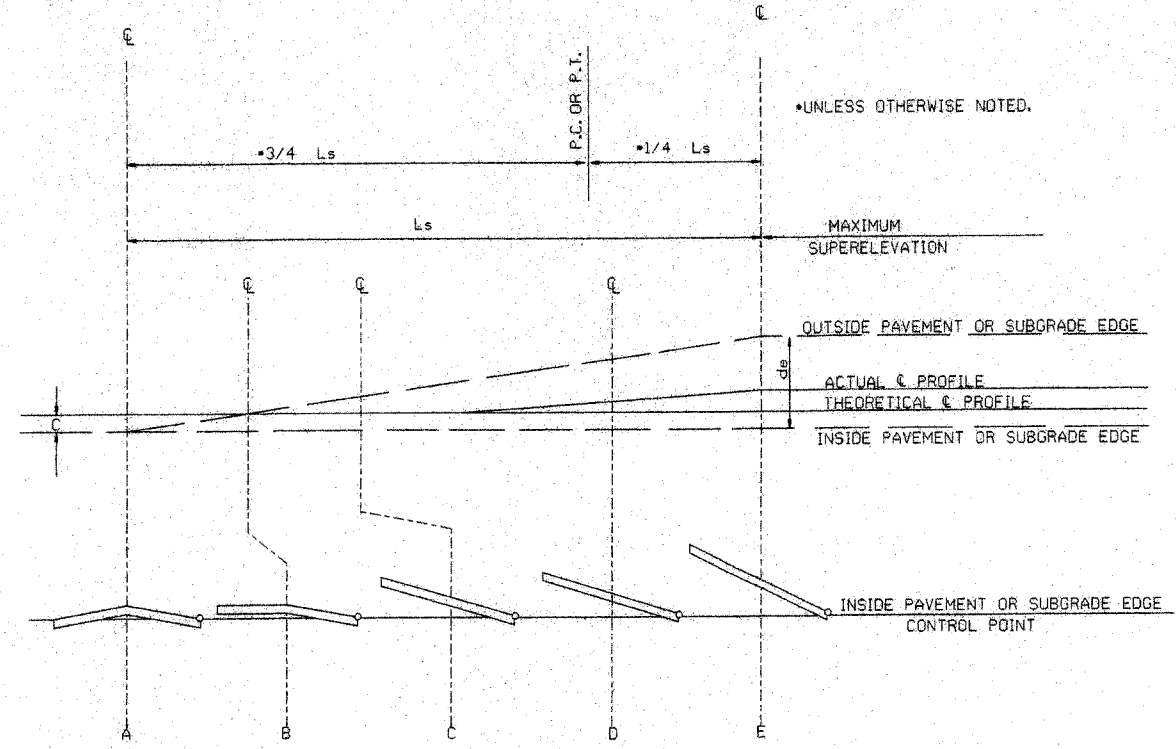 ℄
℄
P.C. OR P.T.
*UNLESS OTHERWISE NOTED.
*3/4 Ls
*1/4 Ls
Ls
MAXIMUM
SUPERELEVATION
℄
℄
℄
OUTSIDE PAVEMENT OR SUBGRADE EDGE
de
ACTUAL ℄ PROFILE
THEORETICAL ℄ PROFILE
C
INSIDE PAVEMENT OR SUBGRADE EDGE
INSIDE PAVEMENT OR SUBGRADE EDGE
CONTROL POINT
A
B
C
D
E